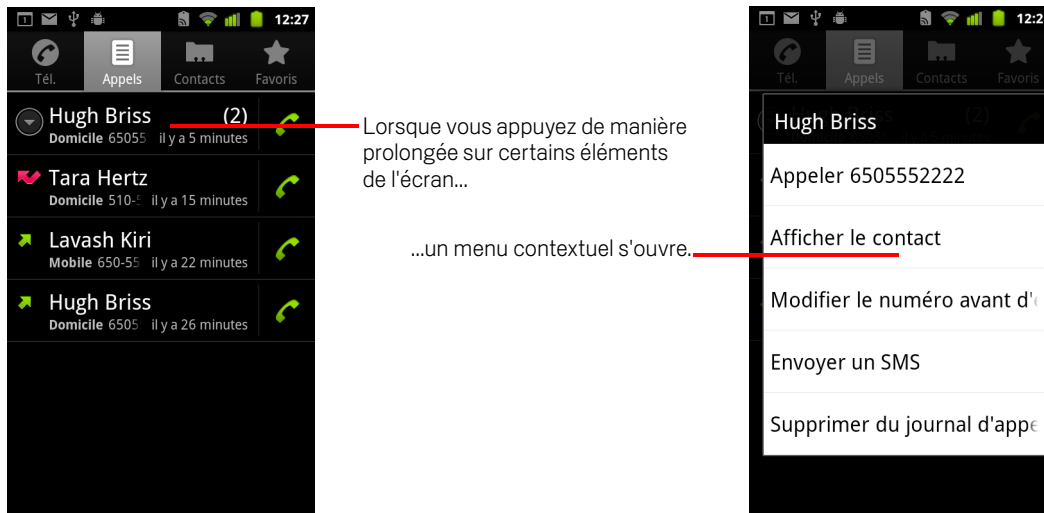 12:27
Tél. Appels Contacts Favoris
Hugh Briss (2)
Domicile 65055 il y a 5 minutes
Tara Hertz
Domicile 510-5 il y a 15 minutes
Lavash Kiri
Mobile 650-55 il y a 22 minutes
Hugh Briss
Domicile 6505 il y a 26 minutes
Lorsque vous appuyez de manière
prolongée sur certains éléments
de l'écran...
...un menu contextuel s'ouvre.
12:2
Tél. Appels Contacts Favoris
Hugh Briss
Appeler 6505552222
Afficher le contact
Modifier le numéro avant d'
Envoyer un SMS
Supprimer du journal d'appe